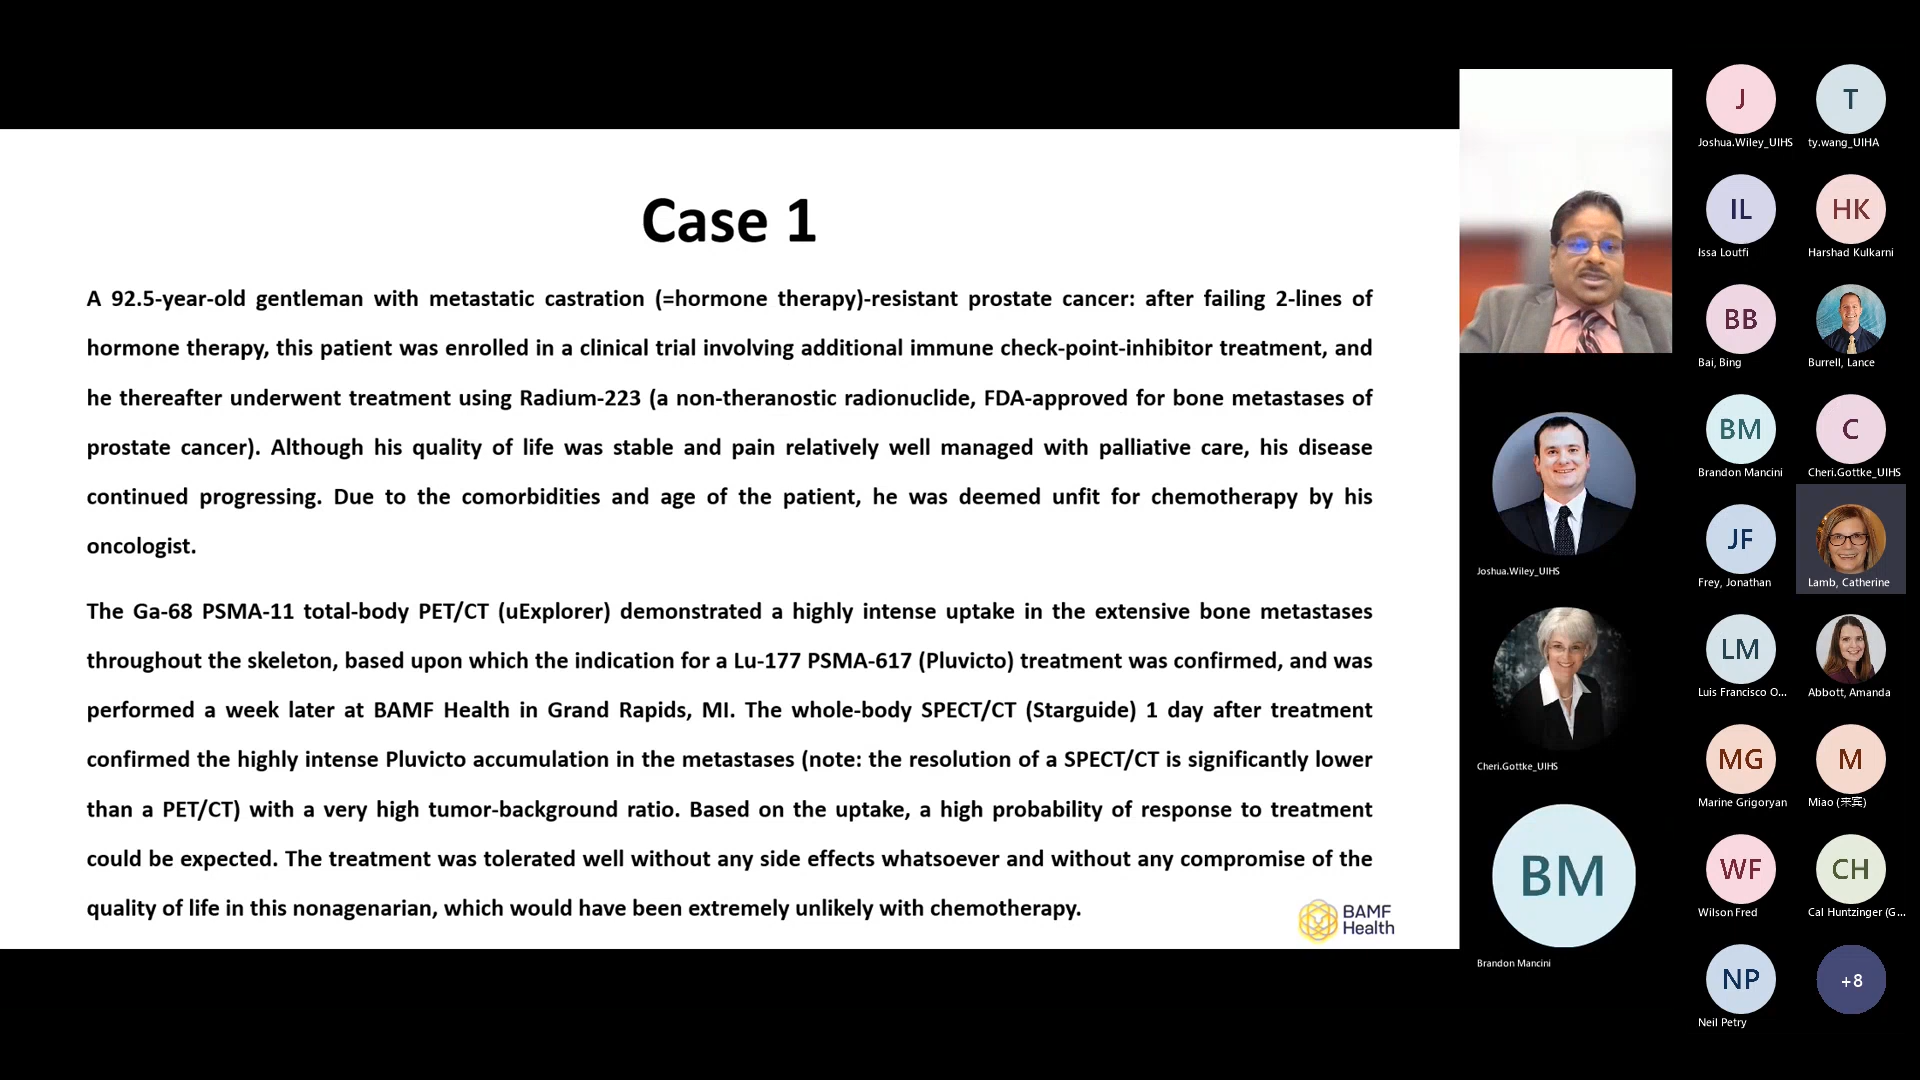 Case 1
A 92.5-year-old gentleman with metastatic castration (=hormone therapy)-resistant prostate cancer: after failing 2-lines of
hormone therapy, this patient was enrolled in a clinical trial involving additional immune check-point-inhibitor treatment, and
he thereafter underwent treatment using Radium-223 (a non-theranostic radionuclide, FDA-approved for bone metastases of
prostate cancer). Although his quality of life was stable and pain relatively well managed with palliative care, his disease
continued progressing. Due to the comorbidities and age of the patient, he was deemed unfit for chemotherapy by his
oncologist.
The Ga-68 PSMA-11 total-body PET/CT (uExplorer) demonstrated a highly intense uptake in the extensive bone metastases
throughout the skeleton, based upon which the indication for a Lu-177 PSMA-617 (Pluvicto) treatment was confirmed, and was
performed a week later at BAMF Health in Grand Rapids, MI. The whole-body SPECT/CT (Starguide) 1 day after treatment
confirmed the highly intense Pluvicto accumulation in the metastases (note: the resolution of a SPECT/CT is significantly lower
than a PET/CT) with a very high tumor-background ratio. Based on the uptake, a high probability of response to treatment
could be expected. The treatment was tolerated well without any side effects whatsoever and without any compromise of the
quality of life in this nonagenarian, which would have been extremely unlikely with chemotherapy.
BAMF
Health
Joshua.Wiley_UIHS
Cheri.Gottke_UIHS
BM
Brandon Mancini
J
Joshua.Wiley_UIHS
T
ty.wang_UIHA
IL
Issa Loutfi
HK
Harshad Kulkarni
BB
Bai, Bing
Burrell, Lance
BM
Brandon Mancini
C
Cheri.Gottke_UIHS
JF
Frey, Jonathan
Lamb, Catherine
LM
Luis Francisco O...
Abbott, Amanda
MG
Marine Grigoryan
M
Miao (来宾)
WF
Wilson Fred
CH
Cal Huntzinger (G...
NP
Neil Petry
+8